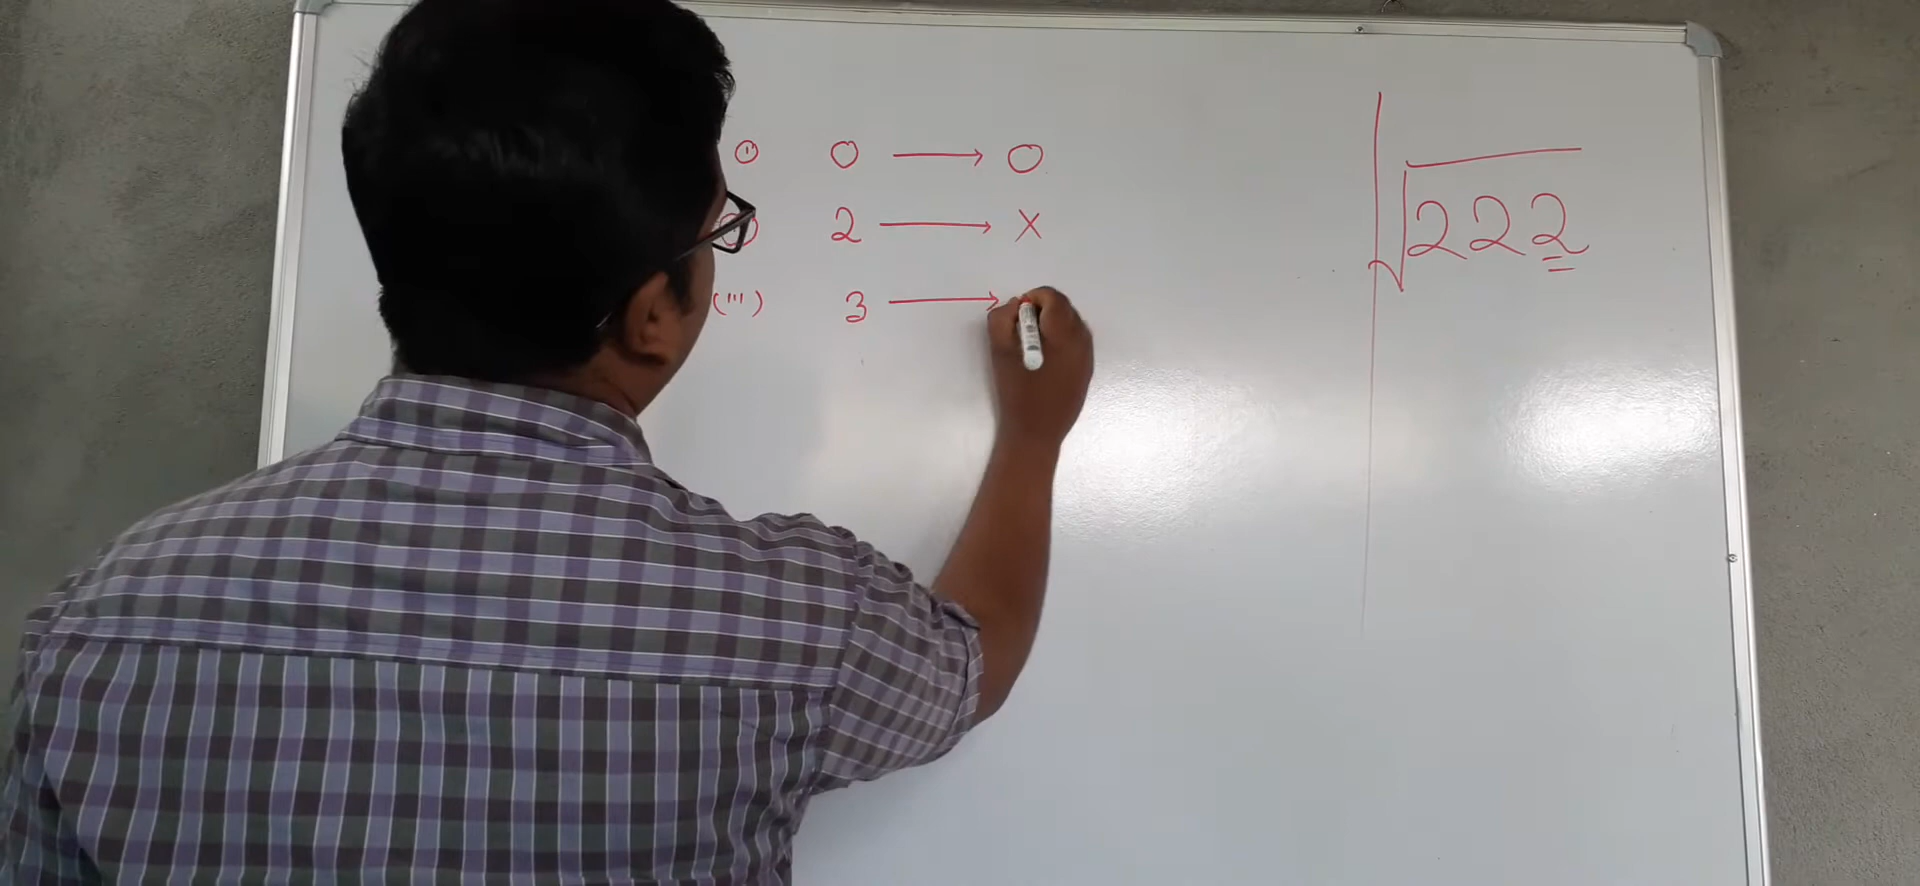 0 → 0
2 → X
(III) 3 →
√222